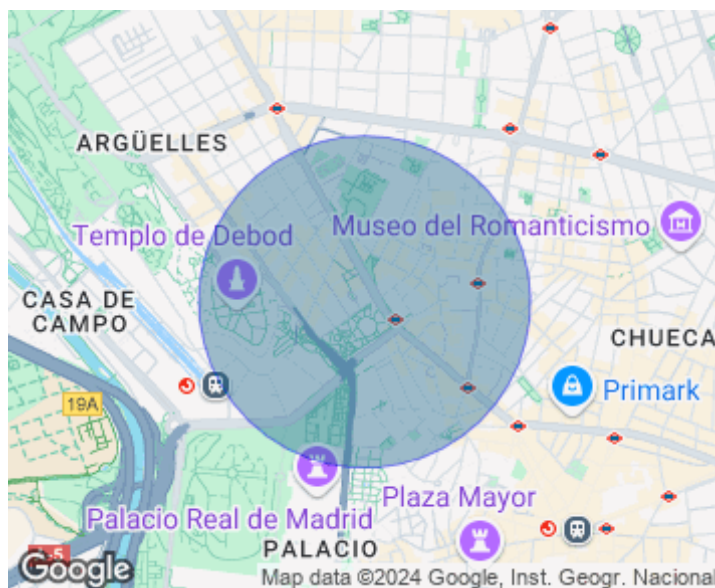 ARGÜELLES
Museo del Romanticismo
Templo de Debod
CASA DE
CAMPO
CHUECA
Primark
19A
Palacio Real de Madrid
Plaza Mayor
PALACIO
Google
Map data ©2024 Google, Inst. Geogr. Nacional